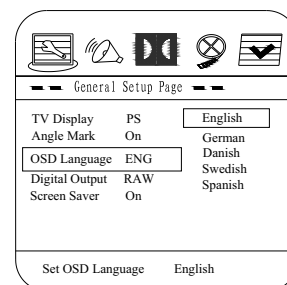 General Setup Page
TV Display PS
Angle Mark On
OSD Language ENG
Digital Output RAW
Screen Saver On
English
German
Danish
Swedish
Spanish
Set OSD Language English